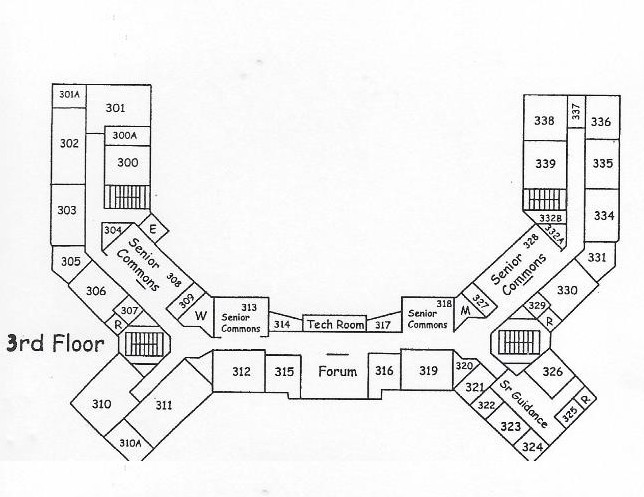 301A
301
302
300A
300
303
304
E
305
Senior
Commons
308
306
309
307
R
W
313
Senior
Commons
314
Tech Room
317
318
Senior
Commons
M
327
Senior
Commons
328
338
337
336
339
335
332B
332A
334
331
330
329
R
3rd Floor
310
311
310A
312
315
Forum
316
319
320
321
322
323
324
Sr Guidance
326
325
R